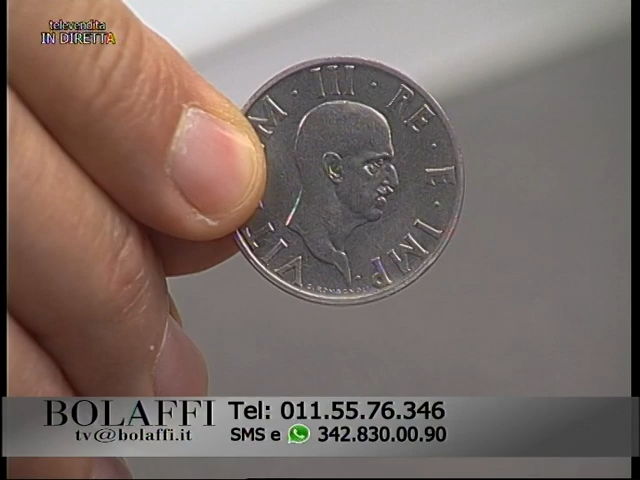 televendita
IN DIRETTA
VIT M · III · RE · E · IMP
G. ROMAGNOLI
BOLAFFI
tv@bolaffi.it
Tel: 011.55.76.346
SMS e 342.830.00.90